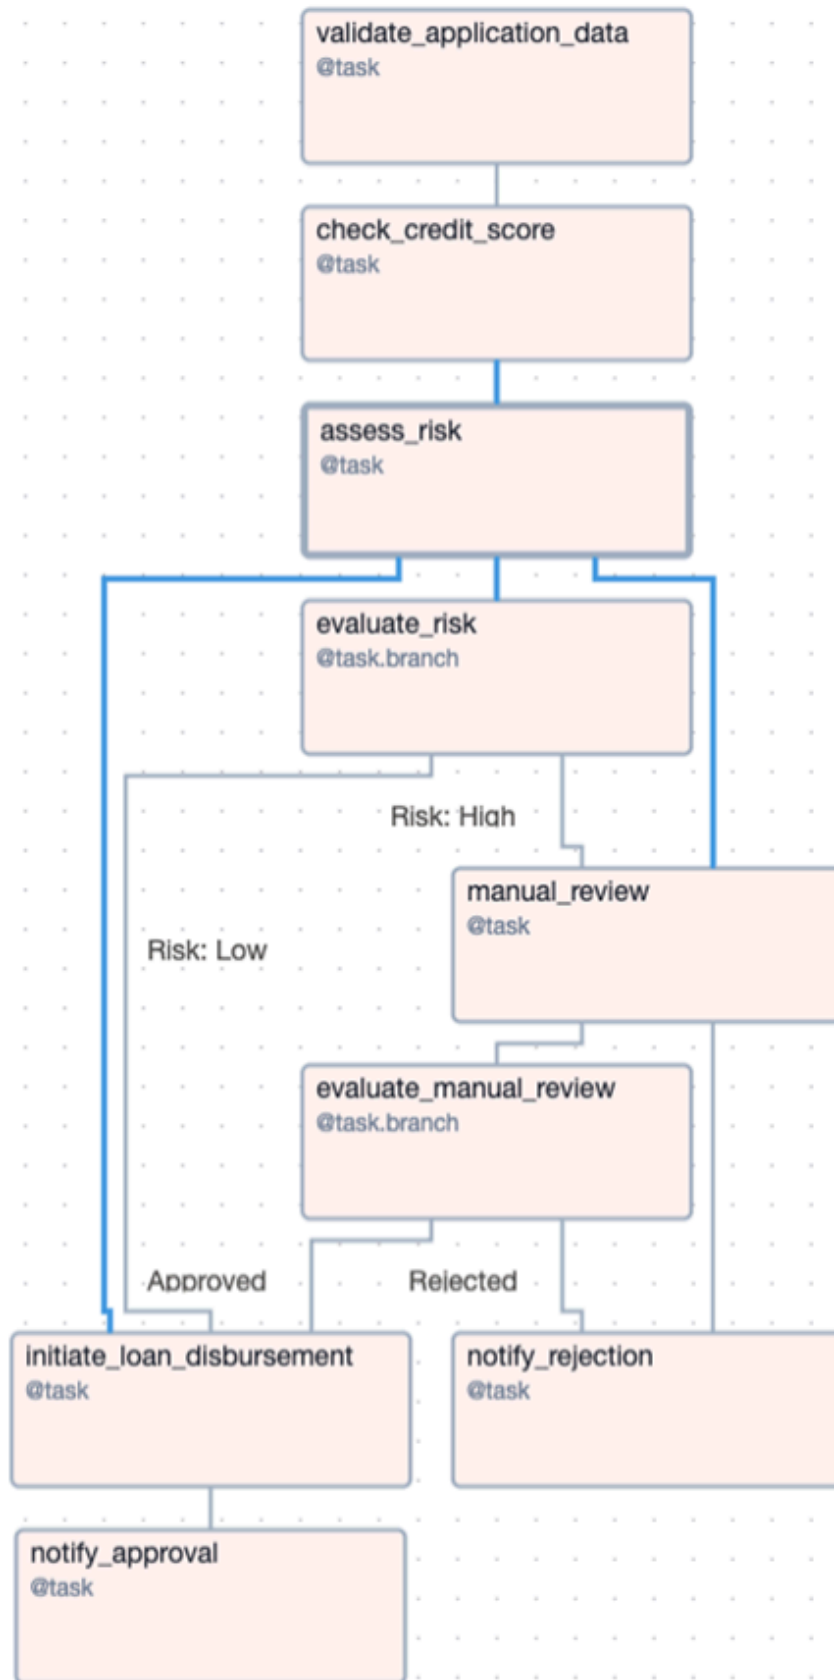 validate_application_data
@task
check_credit_score
@task
assess_risk
@task
evaluate_risk
@task.branch
Risk: High
manual_review
@task
Risk: Low
evaluate_manual_review
@task.branch
Approved
Rejected
initiate_loan_disbursement
@task
notify_rejection
@task
notify_approval
@task